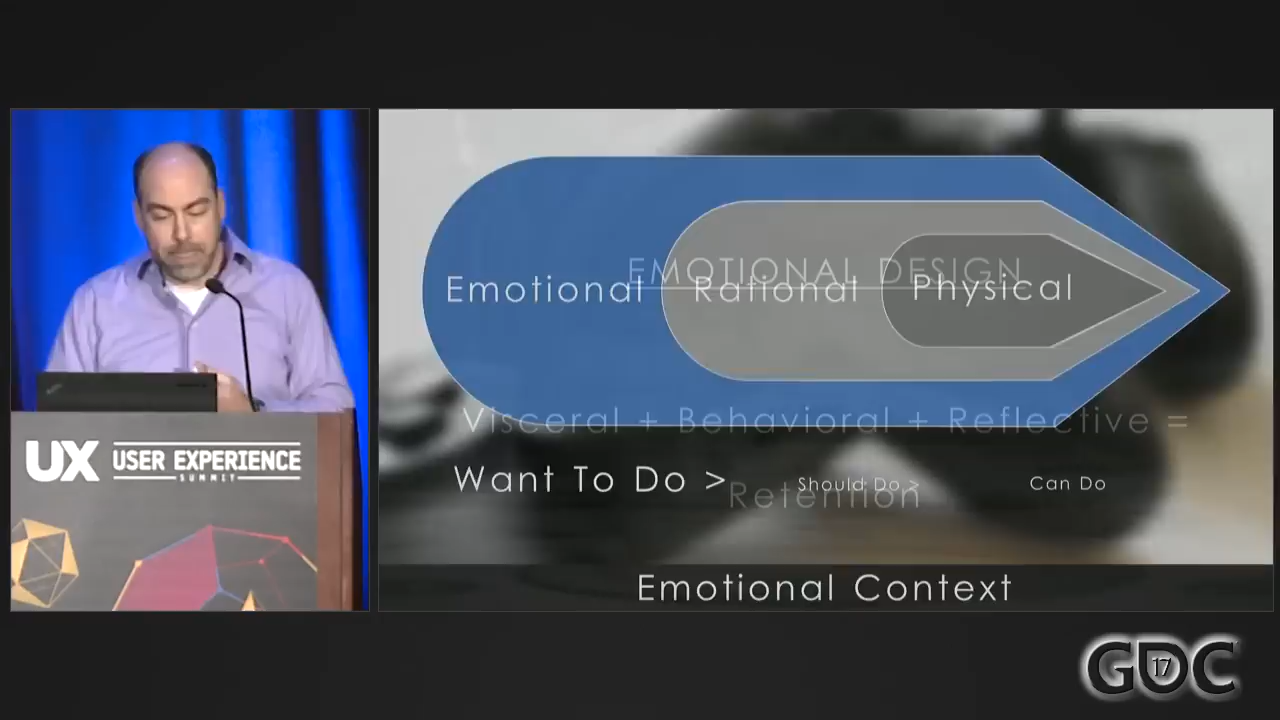 EMOTIONAL DESIGN
Emotional Rational Physical
Visceral + Behavioral + Reflective =
Want To Do > Should Do > Can Do
Retention
Emotional Context
UX USER EXPERIENCE
SUMMIT
GDC
17